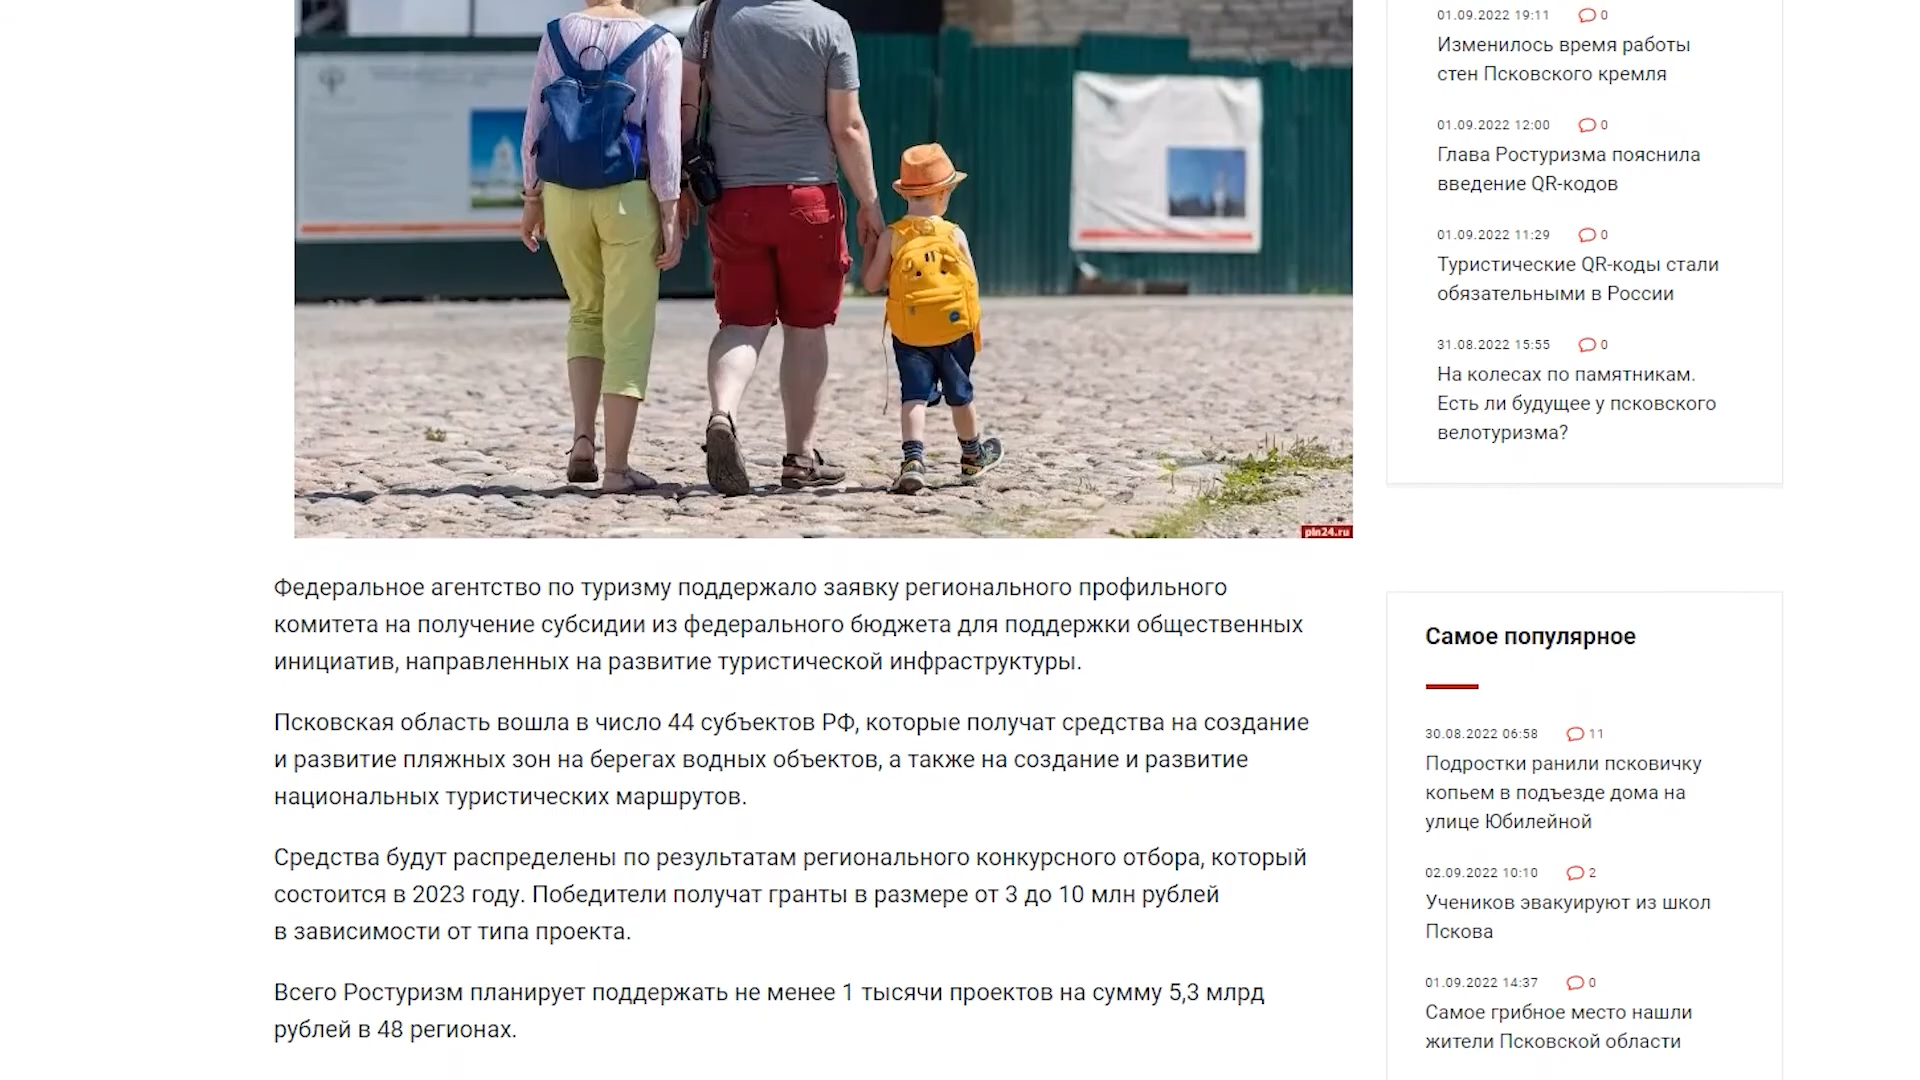 pln24.ru
Федеральное агентство по туризму поддержало заявку регионального профильного
комитета на получение субсидии из федерального бюджета для поддержки общественных
инициатив, направленных на развитие туристической инфраструктуры.
Псковская область вошла в число 44 субъектов РФ, которые получат средства на создание
и развитие пляжных зон на берегах водных объектов, а также на создание и развитие
национальных туристических маршрутов.
Средства будут распределены по результатам регионального конкурсного отбора, который
состоится в 2023 году. Победители получат гранты в размере от 3 до 10 млн рублей
в зависимости от типа проекта.
Всего Ростуризм планирует поддержать не менее 1 тысячи проектов на сумму 5,3 млрд
рублей в 48 регионах.
01.09.2022 19:11 0
Изменилось время работы
стен Псковского кремля
01.09.2022 12:00 0
Глава Ростуризма пояснила
введение QR-кодов
01.09.2022 11:29 0
Туристические QR-коды стали
обязательными в России
31.08.2022 15:55 0
На колесах по памятникам.
Есть ли будущее у псковского
велотуризма?
Самое популярное
30.08.2022 06:58 11
Подростки ранили псковичку
копьем в подъезде дома на
улице Юбилейной
02.09.2022 10:10 2
Учеников эвакуируют из школ
Пскова
01.09.2022 14:37 0
Самое грибное место нашли
жители Псковской области